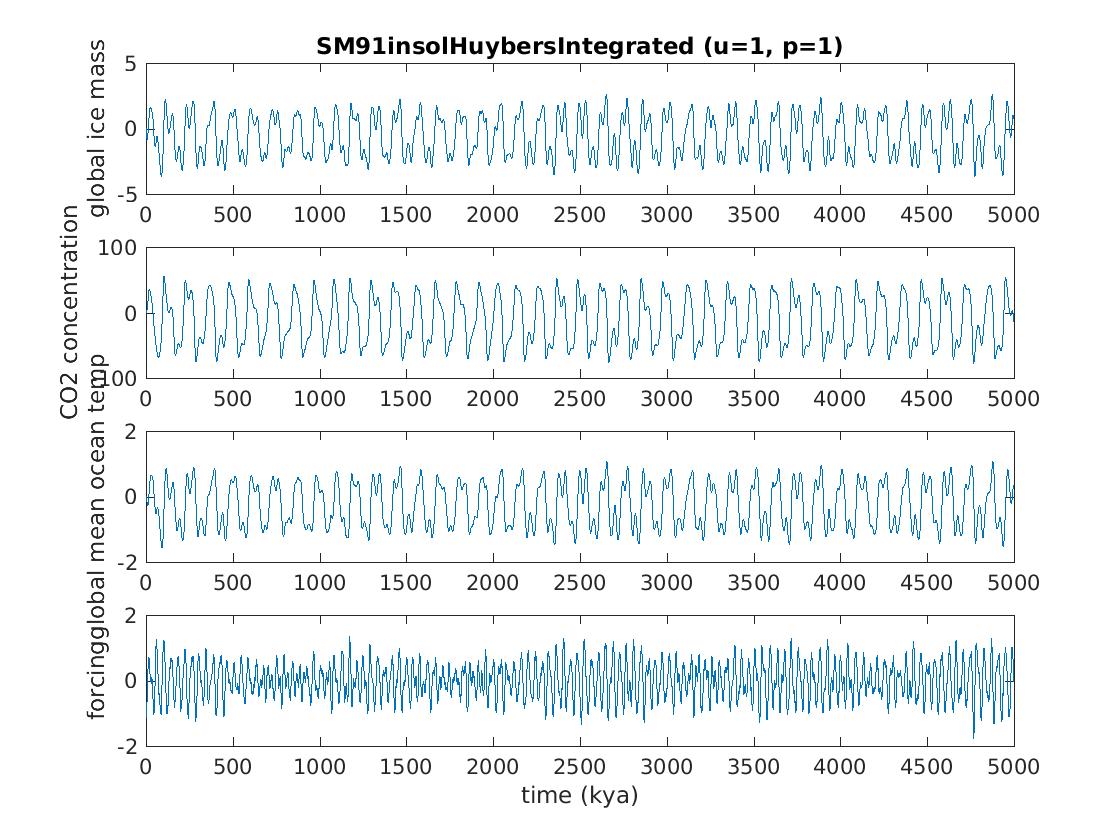 SM91insolHuybersIntegrated (u=1, p=1)
global ice mass
5
0
-5
0 500 1000 1500 2000 2500 3000 3500 4000 4500 5000
CO2 concentration
100
0
-100
0 500 1000 1500 2000 2500 3000 3500 4000 4500 5000
global mean ocean temp
2
0
-2
0 500 1000 1500 2000 2500 3000 3500 4000 4500 5000
forcing
2
0
-2
0 500 1000 1500 2000 2500 3000 3500 4000 4500 5000
time (kya)